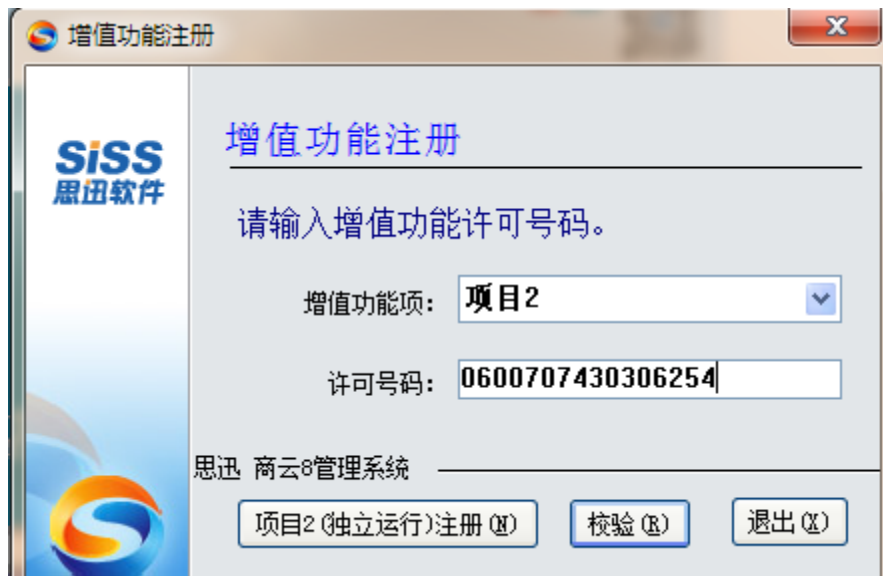 增值功能注册
SiSS
思迅软件
增值功能注册
请输入增值功能许可号码。
增值功能项：
项目2
许可号码：
0600707430306254
思迅 商云8管理系统
项目2(独立运行)注册(N)
校验(R)
退出(X)